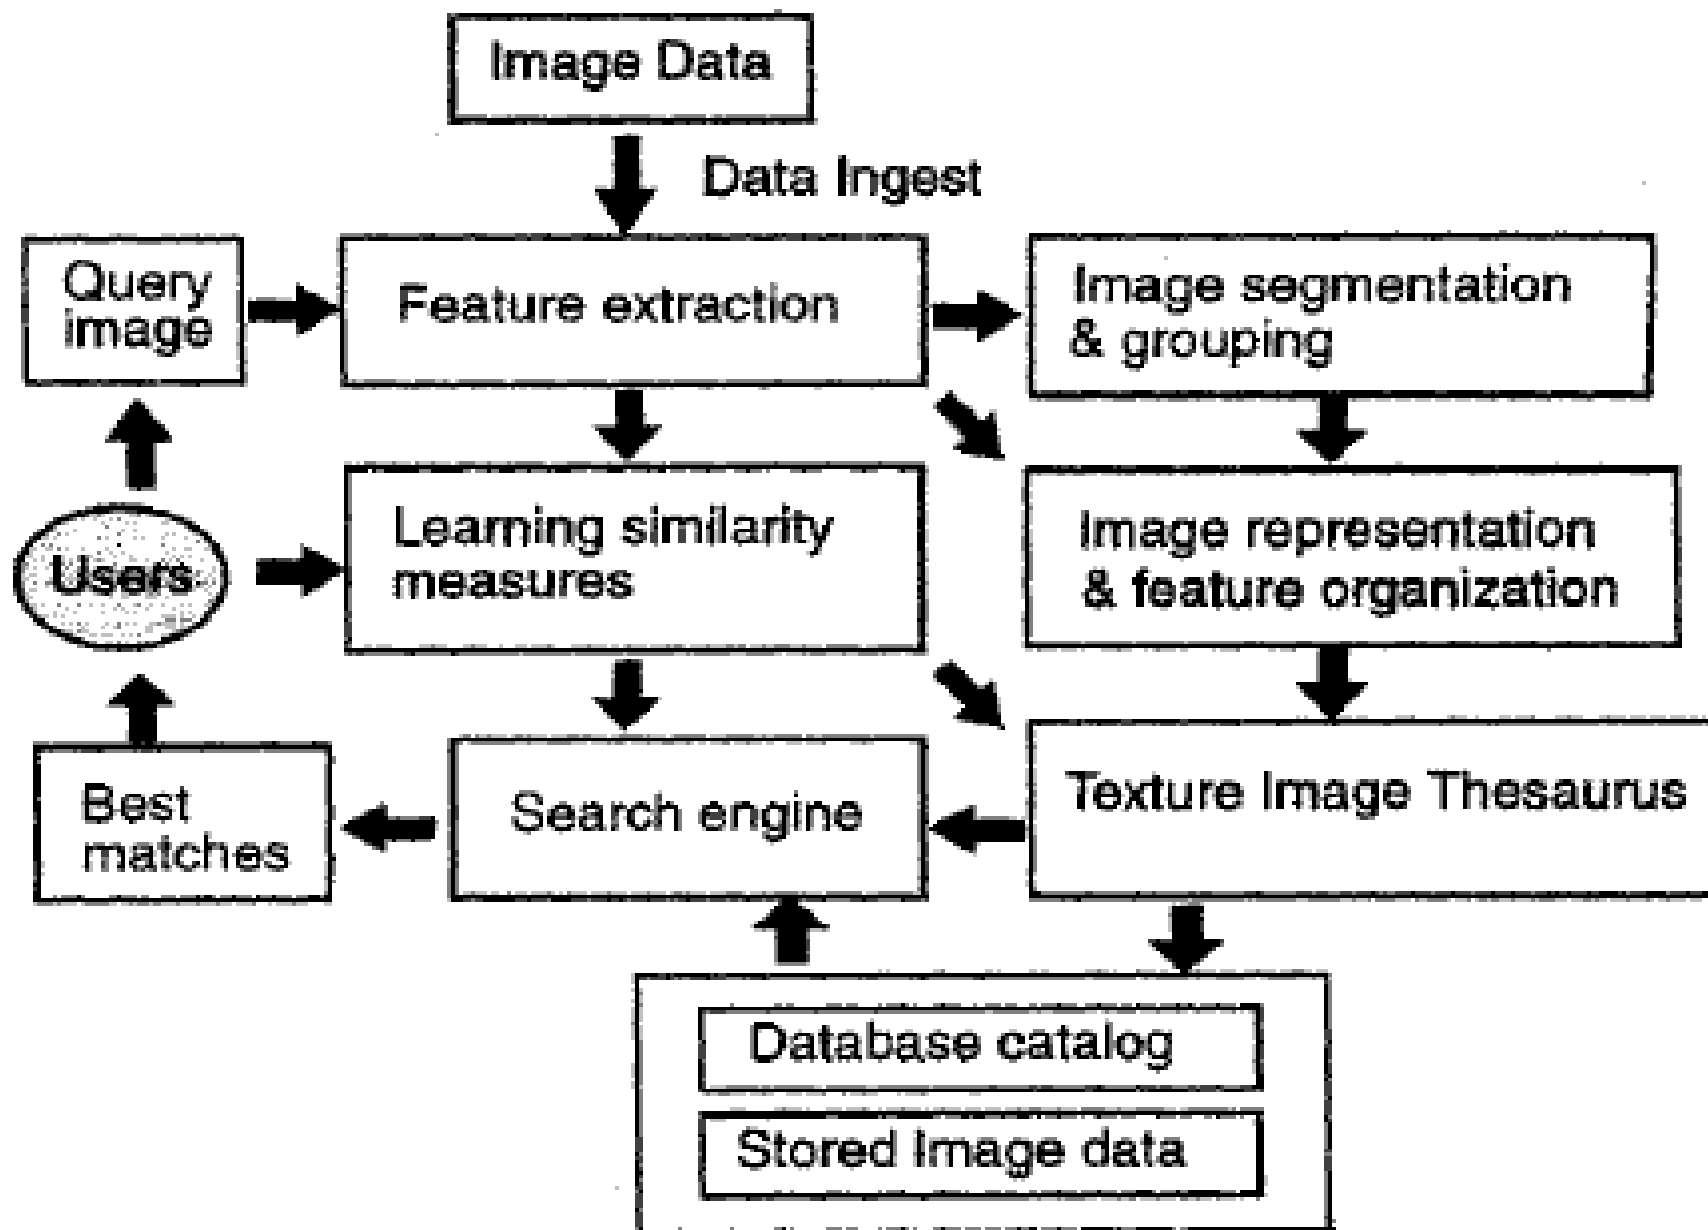 Image Data
Data Ingest
Query
image
Feature extraction
Image segmentation
& grouping
Users
Learning similarity
measures
Image representation
& feature organization
Best
matches
Search engine
Texture Image Thesaurus
Database catalog
Stored Image data